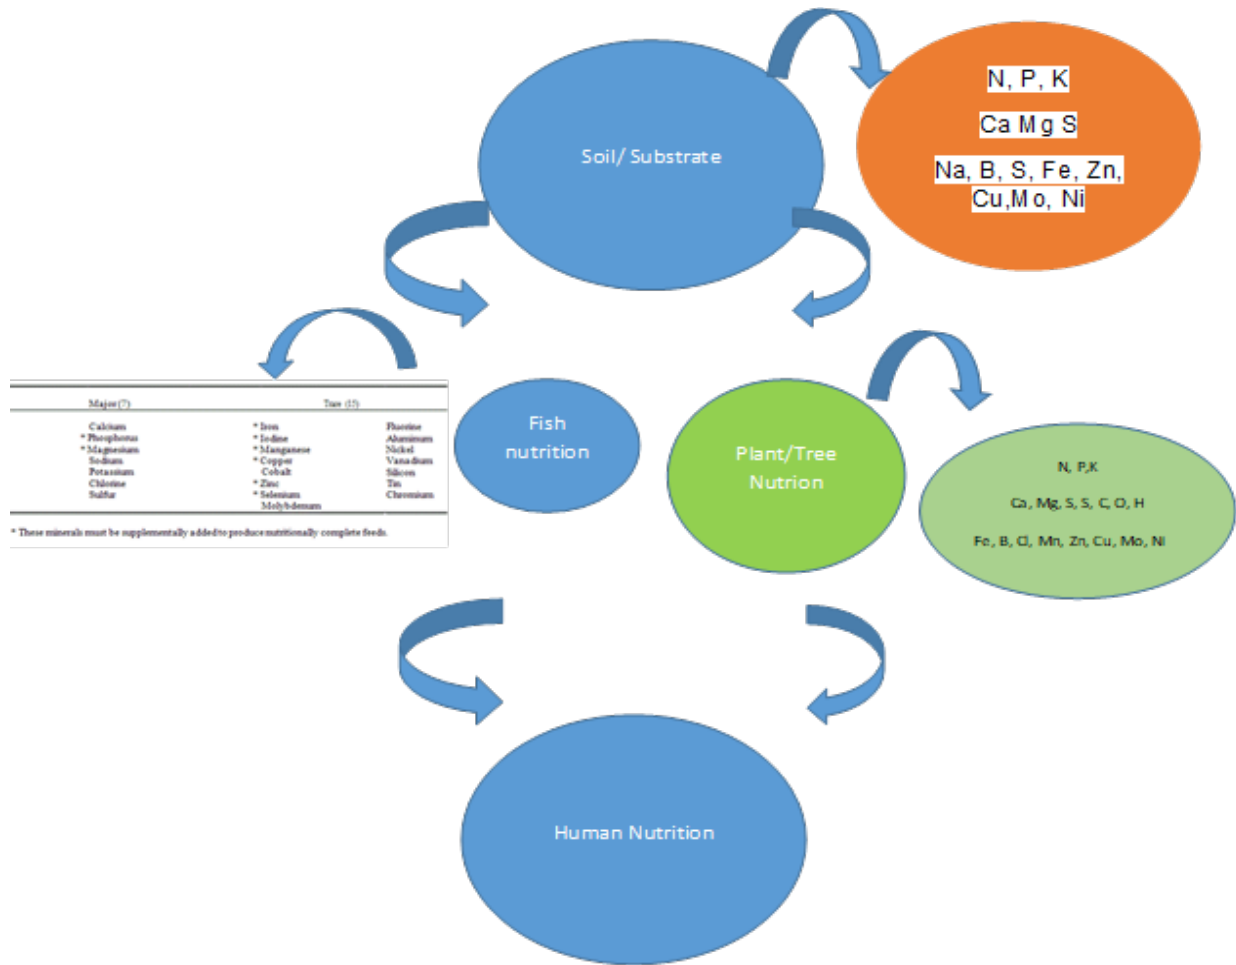 Soil/ Substrate
N, P, K
Ca Mg S
Na, B, S, Fe, Zn,
Cu,Mo, Ni
Major (7) Trace (15)
Calcium * Iron Fluorine
* Phosphorus * Iodine Aluminum
* Magnesium * Manganese Nickel
Sodium * Copper Vanadium
Potassium Cobalt Silicon
Chlorine * Zinc Tin
Sulfur * Selenium Chromium
Molybdenum
* These minerals must be supplementally added to produce nutritionally complete feeds.
Fish
nutrition
Plant/Tree
Nutrion
N, P,K
Ca, Mg, S, S, C, O, H
Fe, B, Cl, Mn, Zn, Cu, Mo, Ni
Human Nutrition